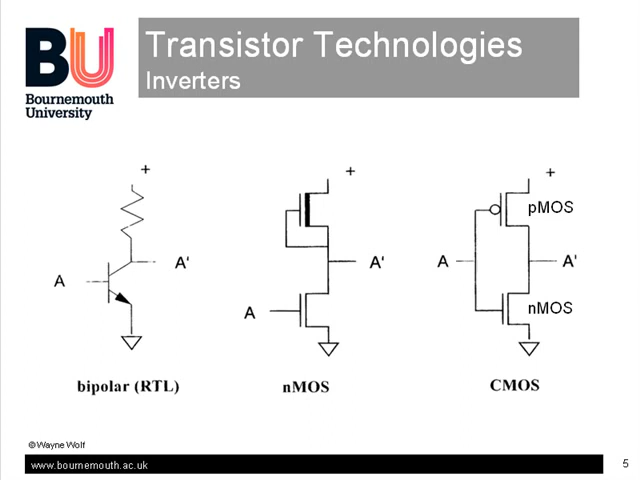 BU
Bournemouth
University
Transistor Technologies
Inverters
+
A
A'
bipolar (RTL)
+
A'
A
nMOS
+
pMOS
A
A'
nMOS
CMOS
© Wayne Wolf
www.bournemouth.ac.uk
5